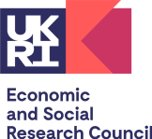 UK
RI
Economic
and Social
Research Council